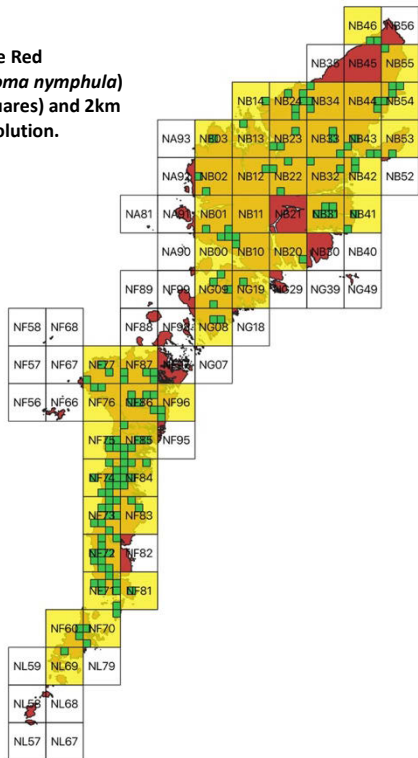 NB46 NB56
e Red
NB35 NB45 NB55
oma nymphula)
uares) and 2km
NB14 NB24 NB34 NB44 NB54
olution.
NA93 NB03 NB13 NB23 NB33 NB43 NB53
NA92 NB02 NB12 NB22 NB32 NB42 NB52
NA81 NA91 NB01 NB11 NB21 NB31 NB41
NA90 NB00 NB10 NB20 NB30 NB40
NF89 NF99 NG09 NG19 NG29 NG39 NG49
NF58 NF68 NF88 NF98 NG08 NG18
NF57 NF67 NF77 NF87 NG07
NF56 NF66 NF76 NF86 NF96
NF75 NF85 NF95
NF74 NF84
NF73 NF83
NF72 NF82
NF71 NF81
NF60 NF70
NL59 NL69 NL79
NL58 NL68
NL57 NL67